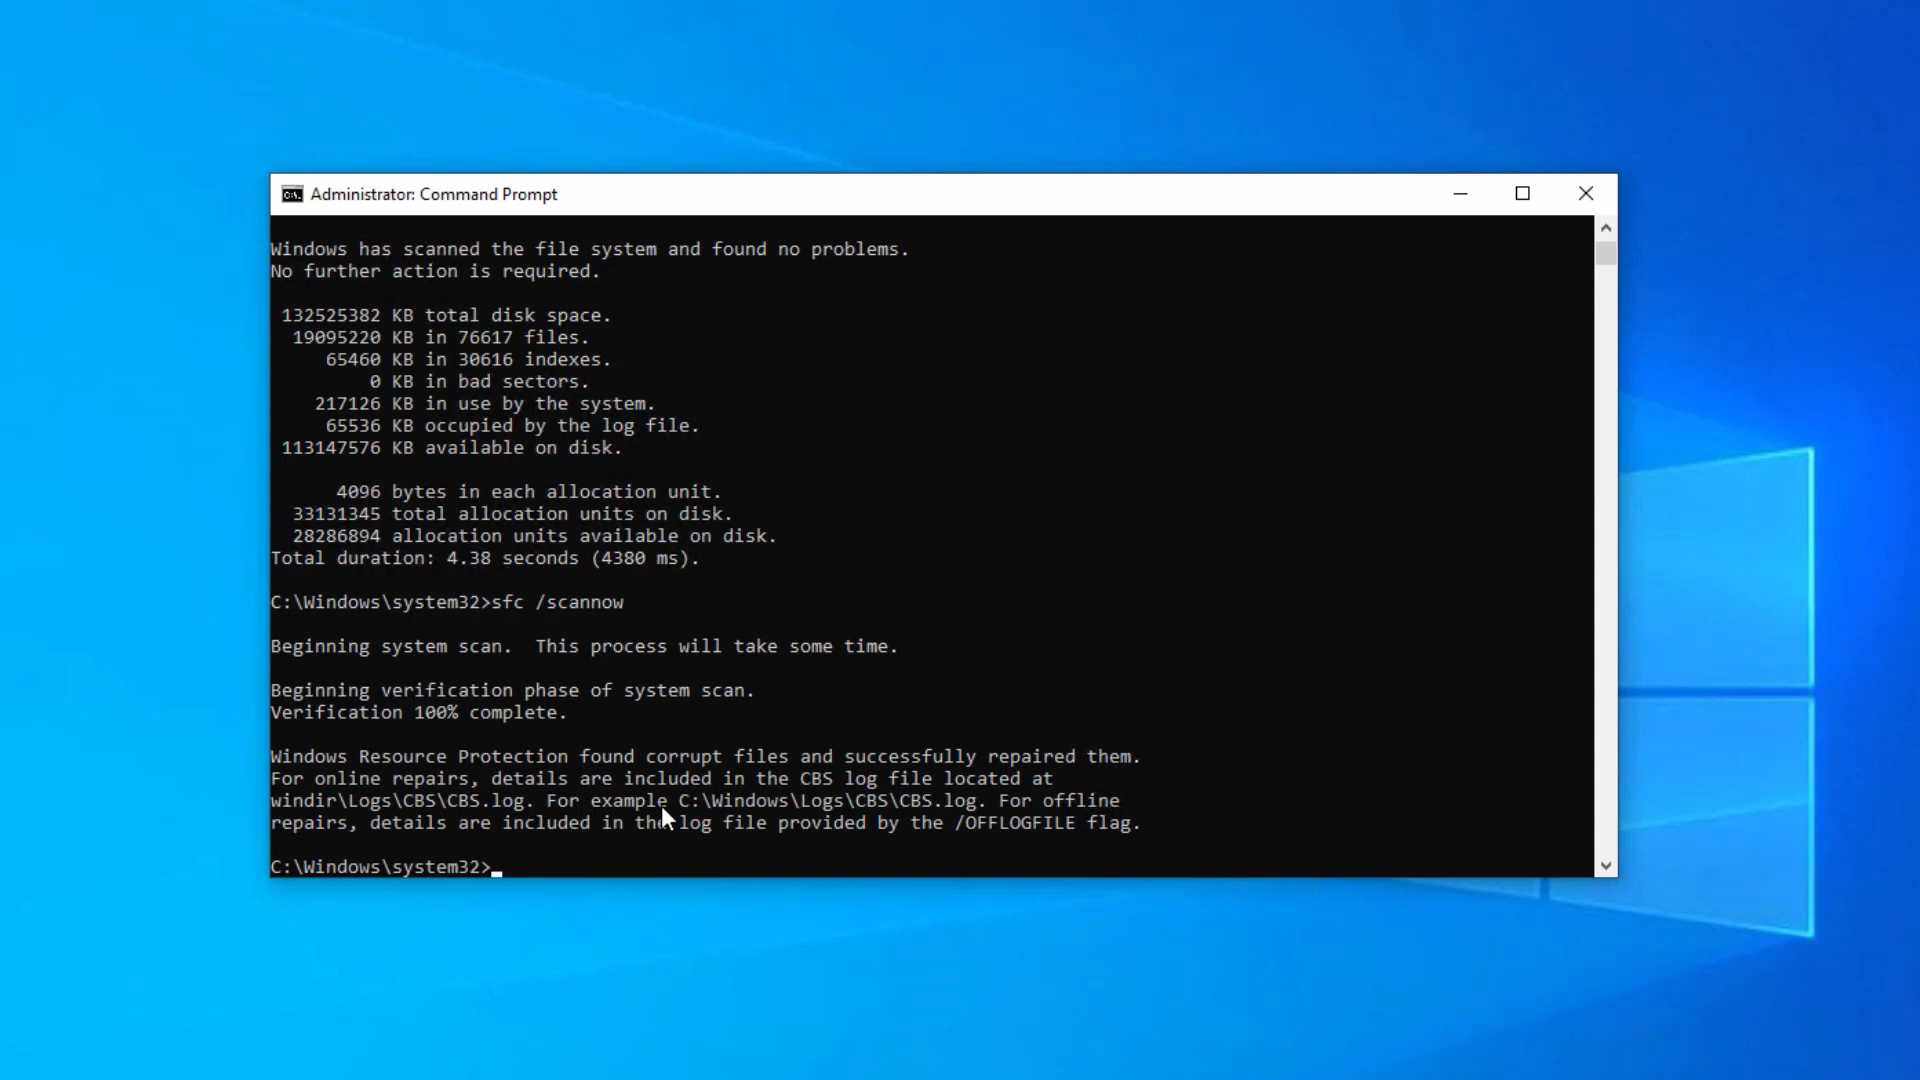 Administrator: Command Prompt
Windows has scanned the file system and found no problems.
No further action is required.
132525382 KB total disk space.
19095220 KB in 76617 files.
65460 KB in 30616 indexes.
0 KB in bad sectors.
217126 KB in use by the system.
65536 KB occupied by the log file.
113147576 KB available on disk.
4096 bytes in each allocation unit.
33131345 total allocation units on disk.
28286894 allocation units available on disk.
Total duration: 4.38 seconds (4380 ms).
C:\Windows\system32>sfc /scannow
Beginning system scan.  This process will take some time.
Beginning verification phase of system scan.
Verification 100% complete.
Windows Resource Protection found corrupt files and successfully repaired them.
For online repairs, details are included in the CBS log file located at
windir\Logs\CBS\CBS.log. For example C:\Windows\Logs\CBS\CBS.log. For offline
repairs, details are included in the log file provided by the /OFFLOGFILE flag.
C:\Windows\system32>